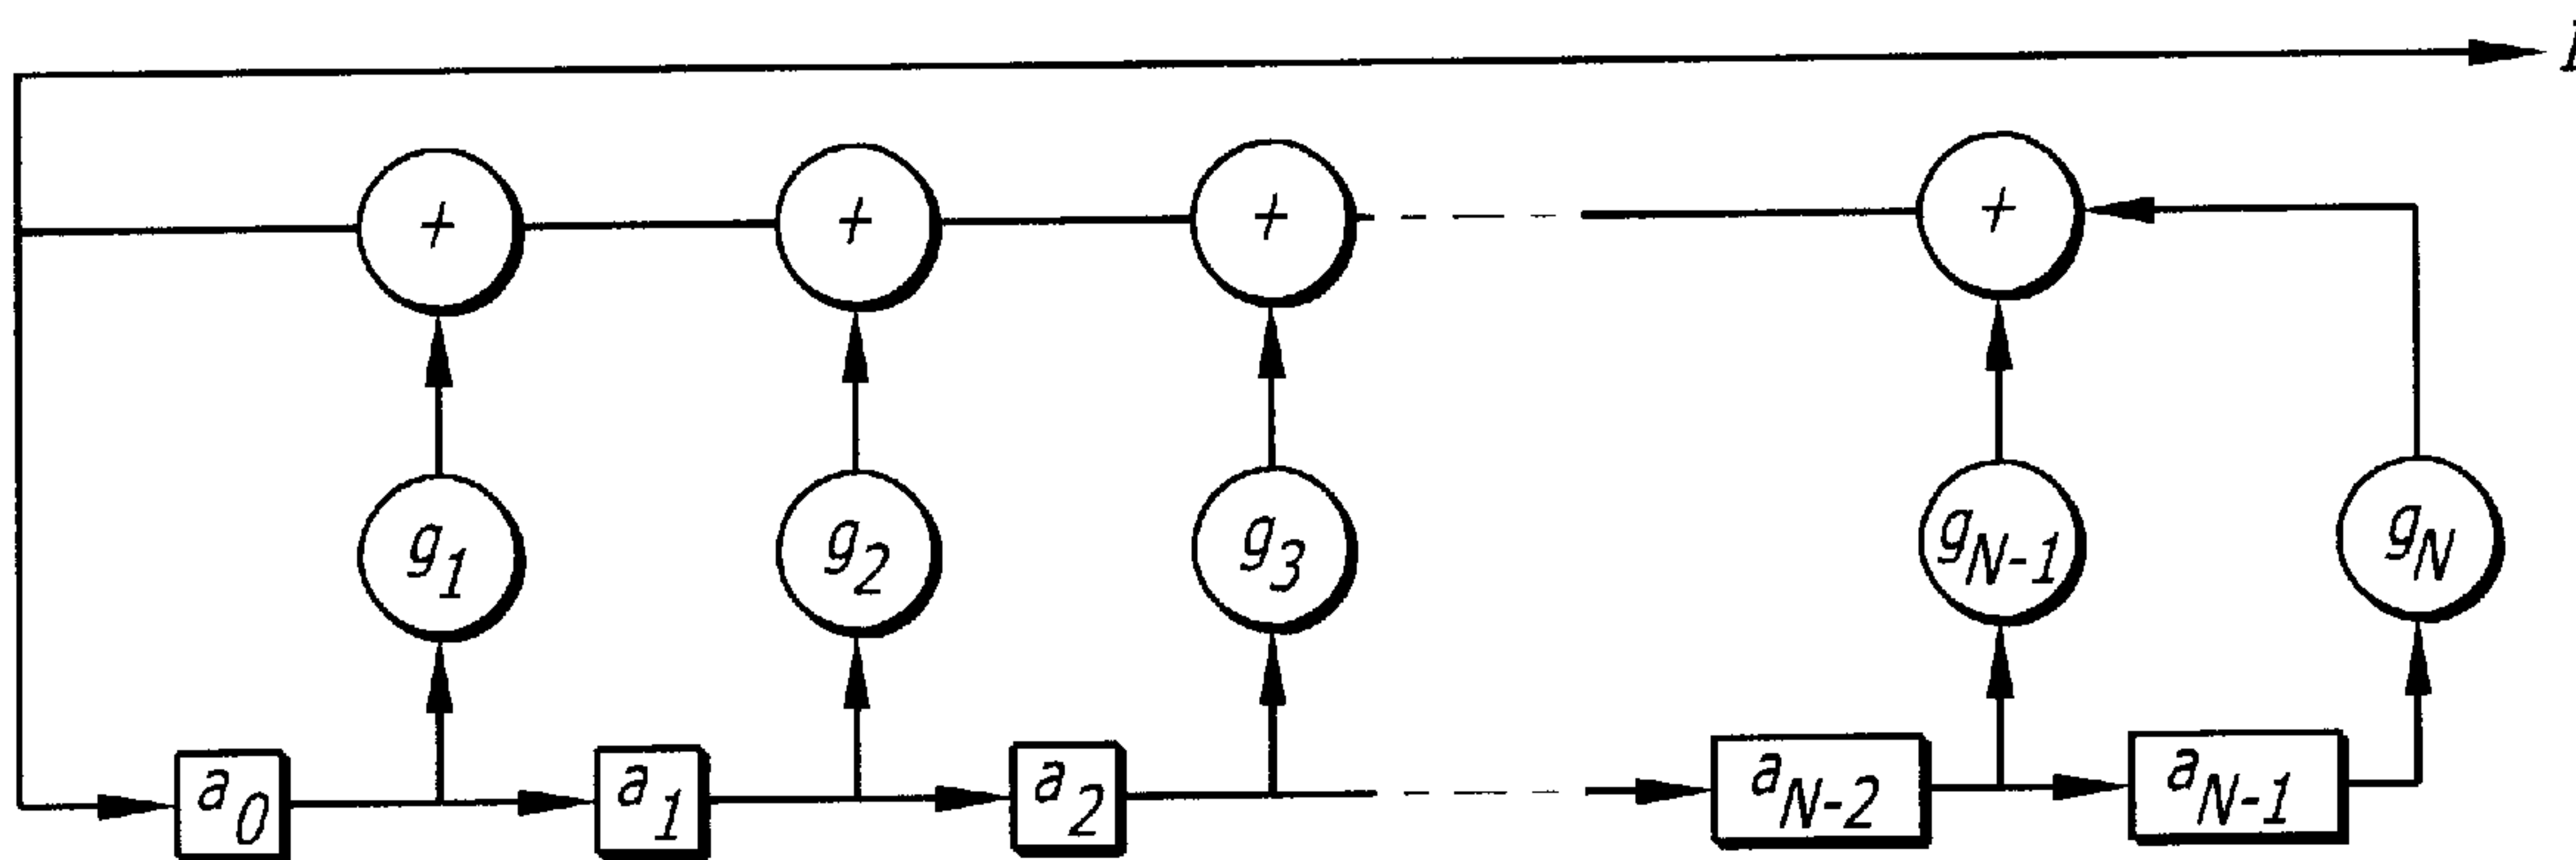 + + + +
g1 g2 g3 gN-1 gN
a0 a1 a2 aN-2 aN-1